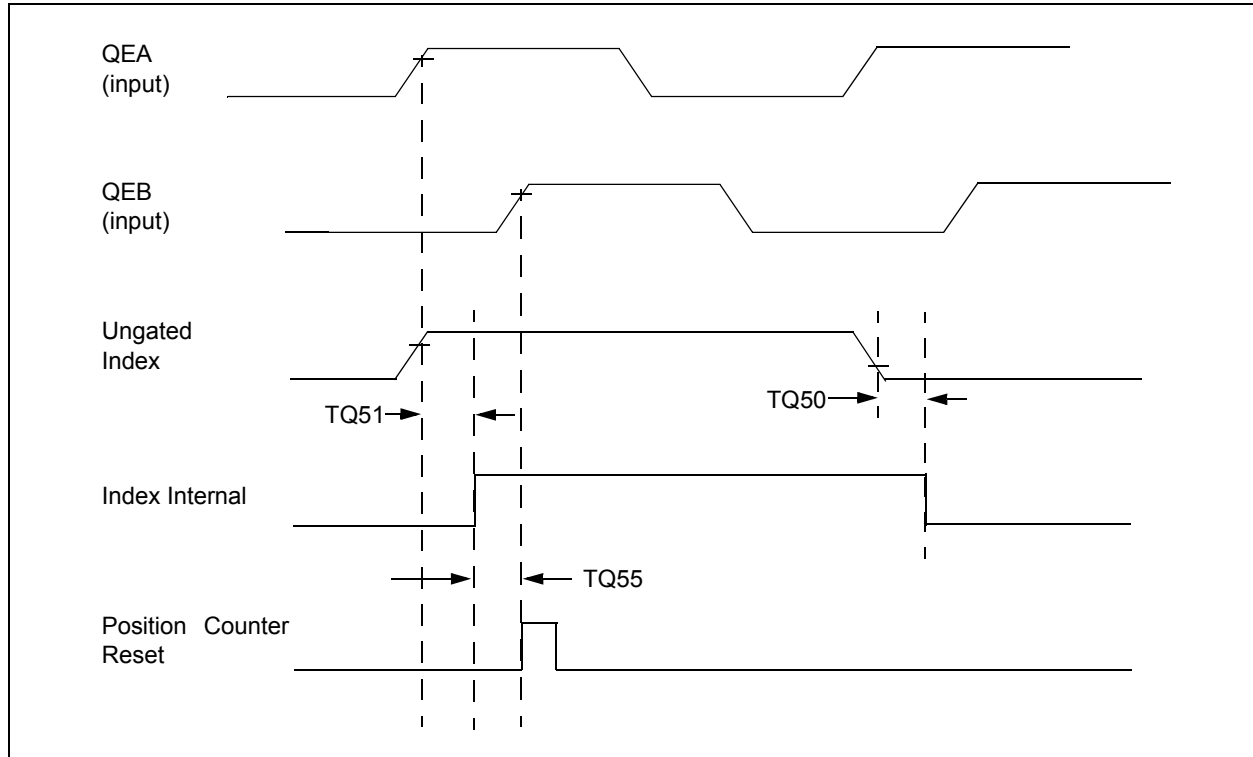 QEA
(input)
QEB
(input)
Ungated
Index
TQ51
TQ50
Index Internal
TQ55
Position Counter
Reset